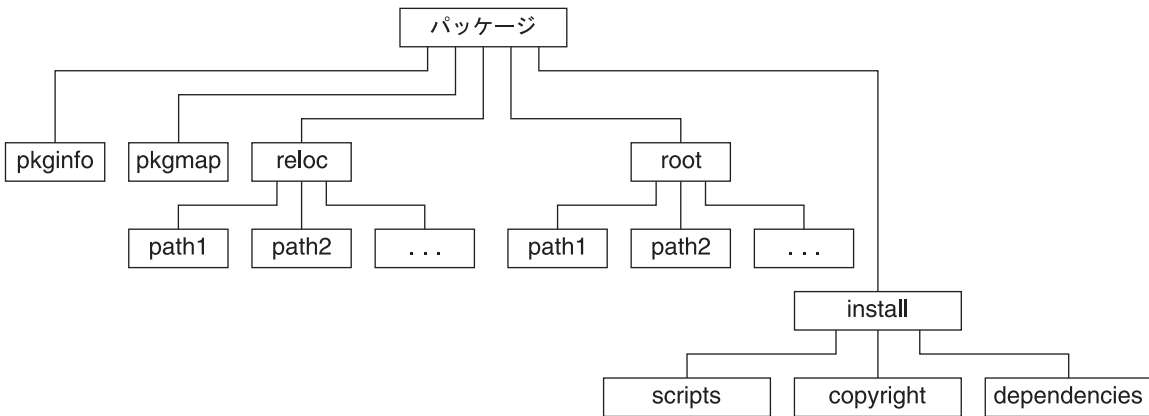 パッケージ
pkginfo pkgmap reloc root
path1 path2 ... path1 path2 ...
install
scripts copyright dependencies